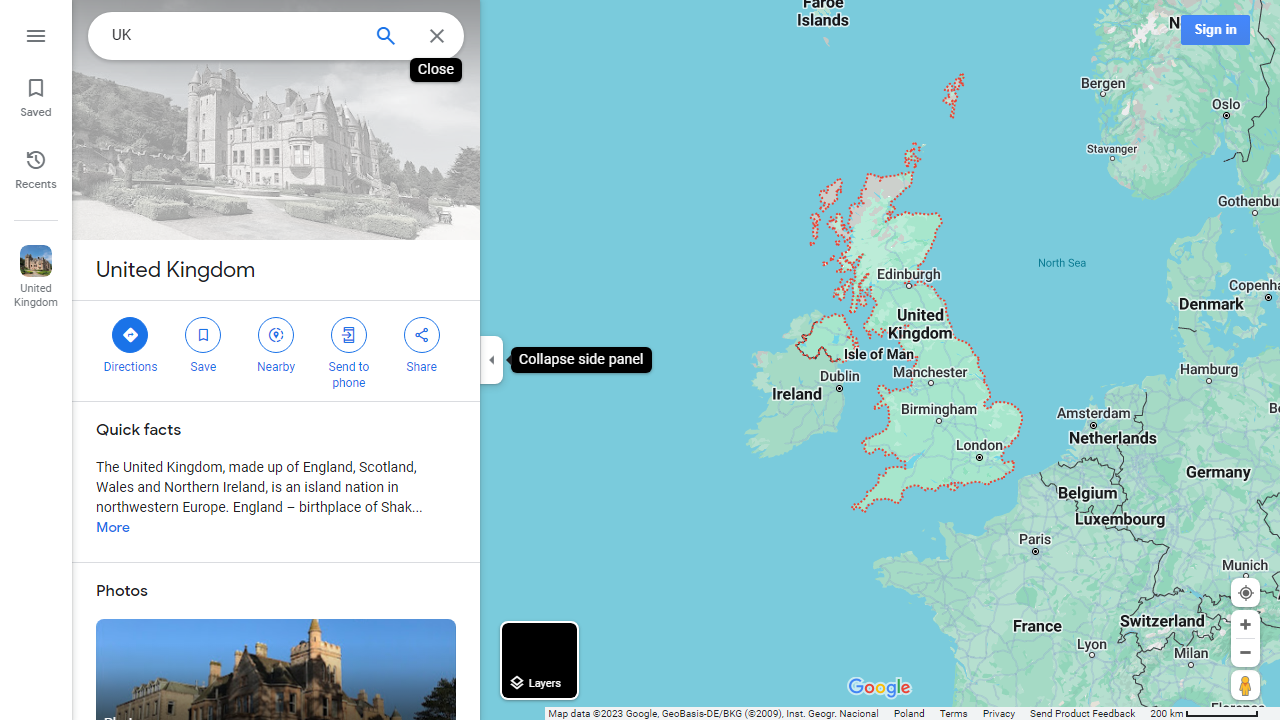 UK
Close
Saved
Recents
United
Kingdom
United Kingdom
Directions
Save
Nearby
Send to
phone
Share
Quick facts
The United Kingdom, made up of England, Scotland,
Wales and Northern Ireland, is an island nation in
northwestern Europe. England – birthplace of Shak...
More
Photos
Collapse side panel
Sign in
Faroe
Islands
Bergen
Oslo
Stavanger
North Sea
Edinburgh
United
Kingdom
Isle of Man
Dublin
Ireland
Manchester
Birmingham
London
Denmark
Hamburg
Amsterdam
Netherlands
Germany
Belgium
Luxembourg
Paris
Munich
France
Switzerland
Lyon
Milan
Layers
Google
Map data ©2023 Google, GeoBasis-DE/BKG (©2009), Inst. Geogr. Nacional
Poland
Terms
Privacy
Send Product Feedback
200 km